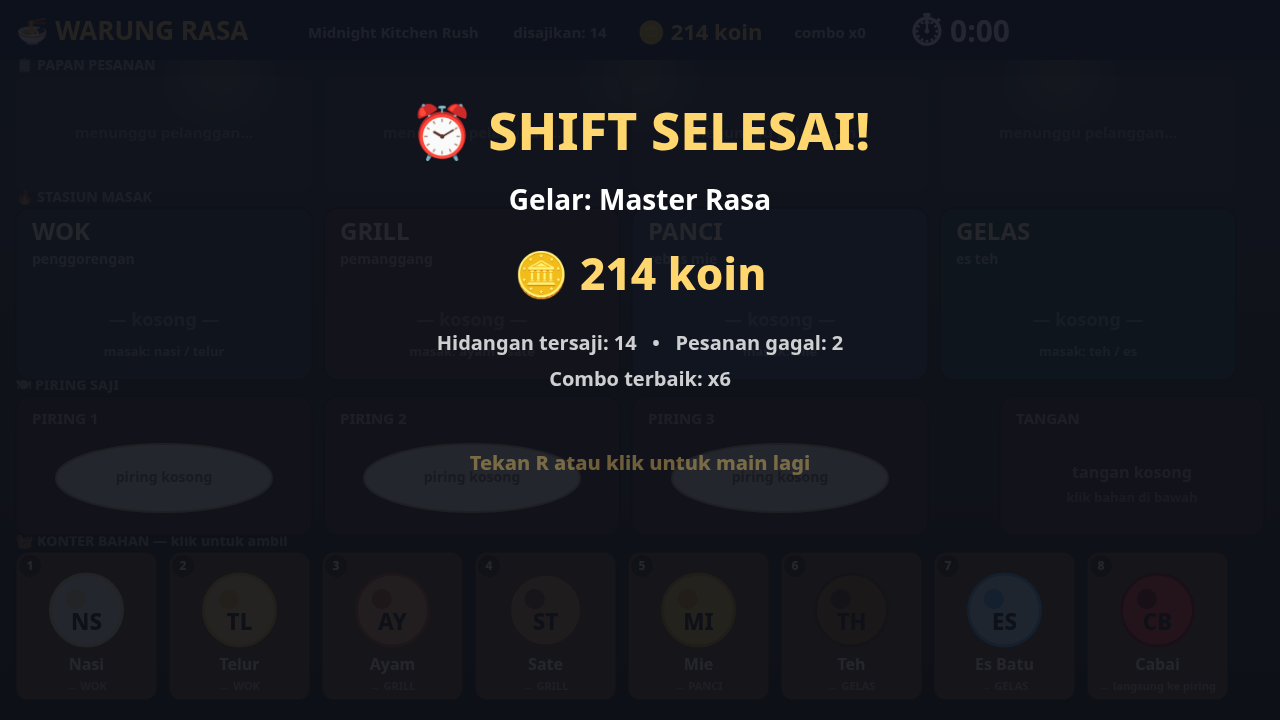 WARUNG RASA
Midnight Kitchen Rush
disajikan: 14
214 koin
combo x0
0:00
PAPAN PESANAN
menunggu pelanggan...
menunggu pelanggan...
SHIFT SELESAI!
Gelar: Master Rasa
214 koin
Hidangan tersaji: 14 • Pesanan gagal: 2
Combo terbaik: x6
STASIUN MASAK
WOK
penggorengan
— kosong —
masak: nasi / telur
GRILL
pemanggang
— kosong —
PANCI
— kosong —
GELAS
es teh
— kosong —
masak: teh / es
PIRING SAJI
PIRING 1
piring kosong
PIRING 2
piring kosong
PIRING 3
piring kosong
TANGAN
tangan kosong
klik bahan di bawah
Tekan R atau klik untuk main lagi
KONTER BAHAN — klik untuk ambil
1
NS
Nasi
→ WOK
2
TL
Telur
→ WOK
3
AY
Ayam
→ GRILL
4
ST
Sate
→ GRILL
5
MI
Mie
→ PANCI
6
TH
Teh
→ GELAS
7
ES
Es Batu
→ GELAS
8
CB
Cabai
→ langsung ke piring